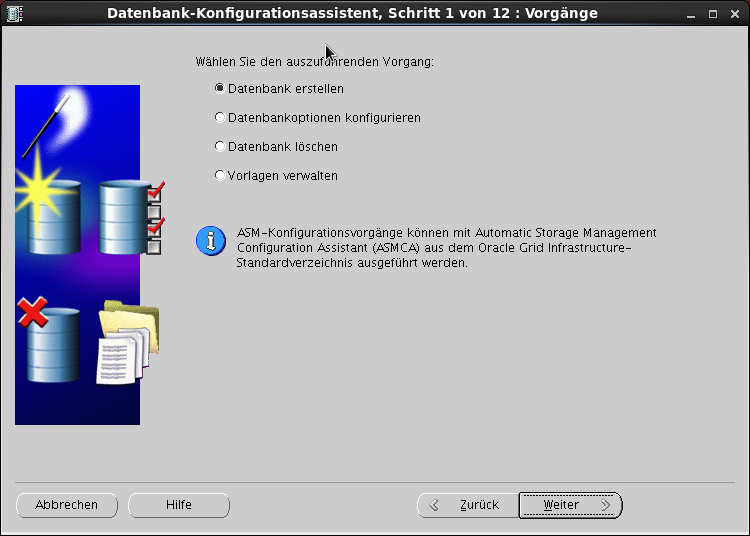 Datenbank-Konfigurationsassistent, Schritt 1 von 12 : Vorgänge
Wählen Sie den auszuführenden Vorgang:
Datenbank erstellen
Datenbankoptionen konfigurieren
Datenbank löschen
Vorlagen verwalten
ASM-Konfigurationsvorgänge können mit Automatic Storage Management
Configuration Assistant (ASMCA) aus dem Oracle Grid Infrastructure-
Standardverzeichnis ausgeführt werden.
Abbrechen
Hilfe
Zurück
Weiter